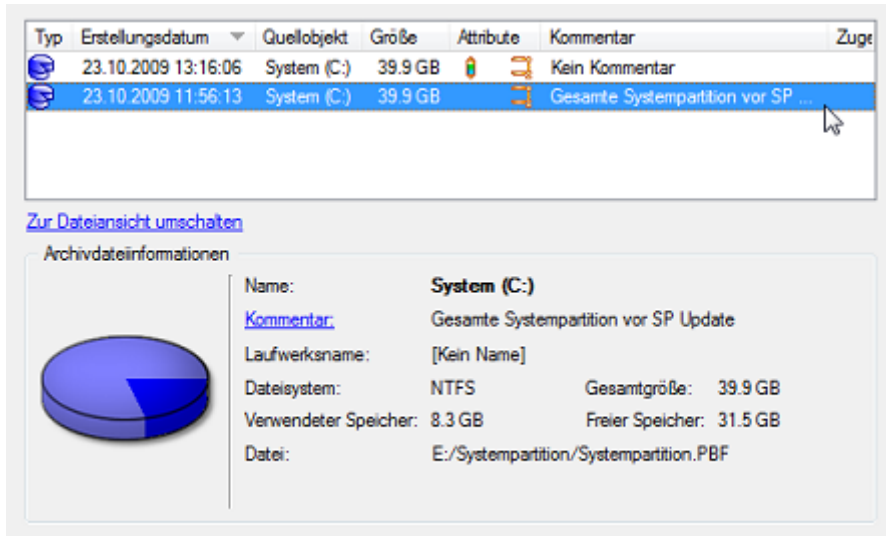 Typ Erstellungsdatum Quellobjekt Größe Attribute Kommentar Zuge
23.10.2009 13:16:06 System (C:) 39.9 GB Kein Kommentar
23.10.2009 11:56:13 System (C:) 39.9 GB Gesamte Systempartition vor SP ...
Zur Dateiansicht umschalten
Archivdateiinformationen
Name: System (C:)
Kommentar: Gesamte Systempartition vor SP Update
Laufwerksname: [Kein Name]
Dateisystem: NTFS Gesamtgröße: 39.9 GB
Verwendeter Speicher: 8.3 GB Freier Speicher: 31.5 GB
Datei: E:/Systempartition/Systempartition.PBF